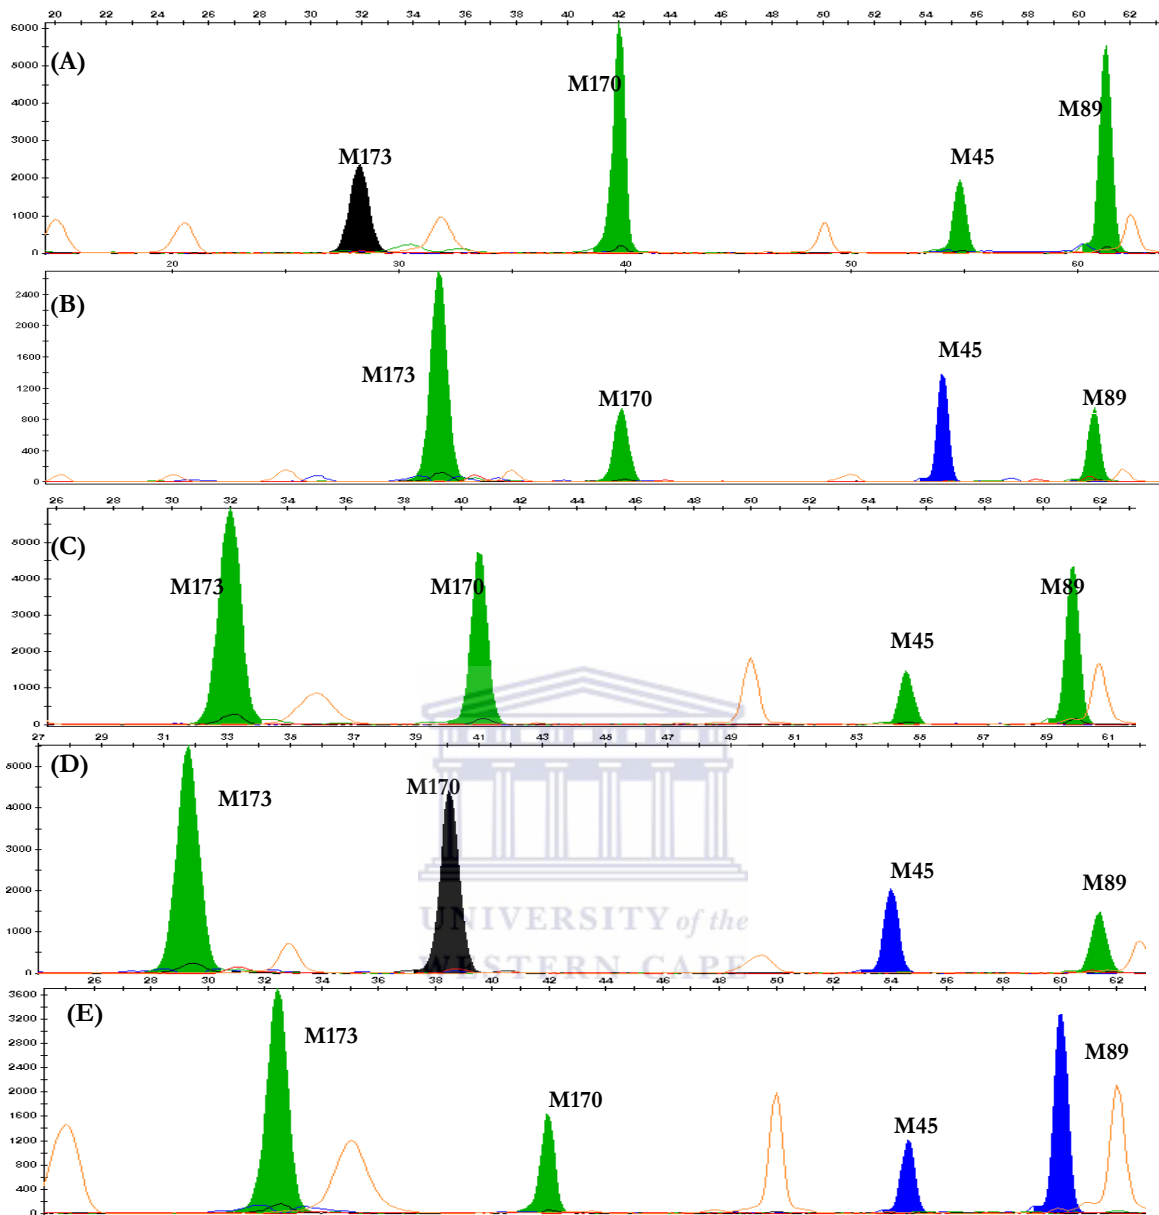 20 22 24 26 28 30 32 34 36 38 40 42 44 46 48 50 52 54 56 58 60 62
6000
5000
4000
3000
2000
1000
0
(A)
M173
M170
M45
M89
20 30 40 50 60
2400
2000
1600
1200
800
400
0
(B)
M173
M170
M45
M89
26 28 30 32 34 36 38 40 42 44 46 48 50 52 54 56 58 60 62
5000
4000
3000
2000
1000
0
(C)
M173
M170
M45
M89
27 29 31 33 35 37 39 41 43 45 47 49 51 53 55 57 59 61
5000
4000
3000
2000
1000
0
(D)
M173
M170
M45
M89
UNIVERSITY of the
WESTERN CAPE
26 28 30 32 34 36 38 40 42 44 46 48 50 52 54 56 58 60 62
3600
3200
2800
2400
2000
1600
1200
800
400
0
(E)
M173
M170
M45
M89